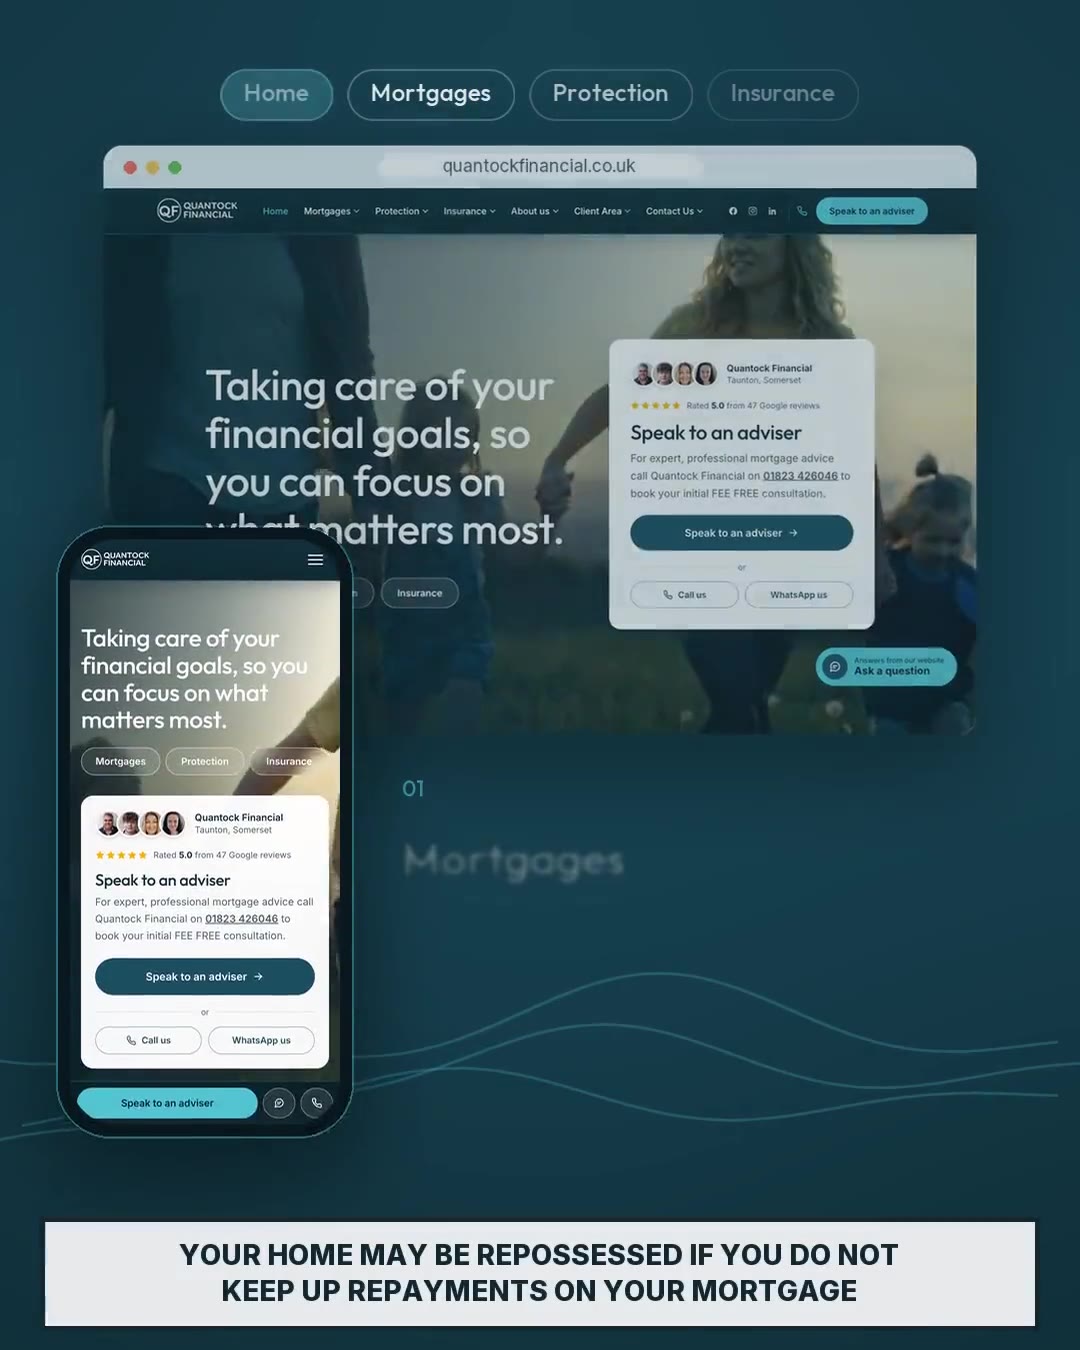 Home
Mortgages
Protection
Insurance
quantockfinancial.co.uk
QF QUANTOCK
FINANCIAL
Home
Mortgages
Protection
Insurance
About us
Client Area
Contact Us
Speak to an adviser
Taking care of your
financial goals, so
you can focus on
what matters most.
Insurance
Quantock Financial
Taunton, Somerset
Rated 5.0 from 47 Google reviews
Speak to an adviser
For expert, professional mortgage advice
call Quantock Financial on 01823 426046 to
book your initial FEE FREE consultation.
Speak to an adviser →
or
Call us
WhatsApp us
Answers from our website
Ask a question
QF QUANTOCK
FINANCIAL
Taking care of your
financial goals, so you
can focus on what
matters most.
Mortgages
Protection
Insurance
Quantock Financial
Taunton, Somerset
Rated 5.0 from 47 Google reviews
Speak to an adviser
For expert, professional mortgage advice call
Quantock Financial on 01823 426046 to
book your initial FEE FREE consultation.
Speak to an adviser →
or
Call us
WhatsApp us
Speak to an adviser
01
Mortgages
YOUR HOME MAY BE REPOSSESSED IF YOU DO NOT
KEEP UP REPAYMENTS ON YOUR MORTGAGE